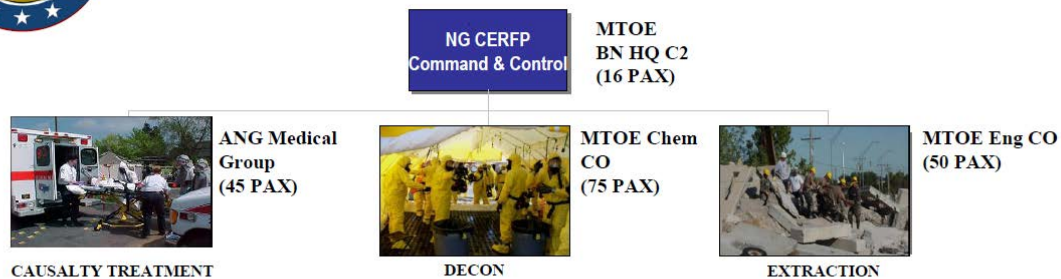 NG CERFP
Command & Control
MTOE
BN HQ C2
(16 PAX)
ANG Medical
Group
(45 PAX)
MTOE Chem
CO
(75 PAX)
MTOE Eng CO
(50 PAX)
CAUSALTY TREATMENT
DECON
EXTRACTION